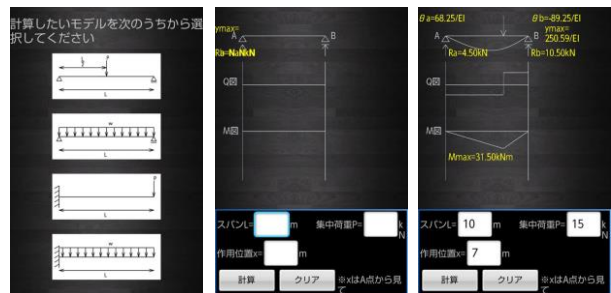 計算したいモデルを次のうちから選
択してください
L
L
w
L
P
L
w
L
ymax=
A
B
NaNkN
Q図
M図
スパンL=
m
集中荷重P=
k
N
作用位置x=
m
計算
クリア
※xはA点から見
て
θa=68.25/EI
θb=-89.25/EI
ymax=
250.59/EI
A
B
Ra=4.50kN
Rb=10.50kN
Q図
M図
Mmax=31.50kNm
スパンL=
10
m
集中荷重P=
15
k
N
作用位置x=
7
m
計算
クリア
※xはA点から見
て